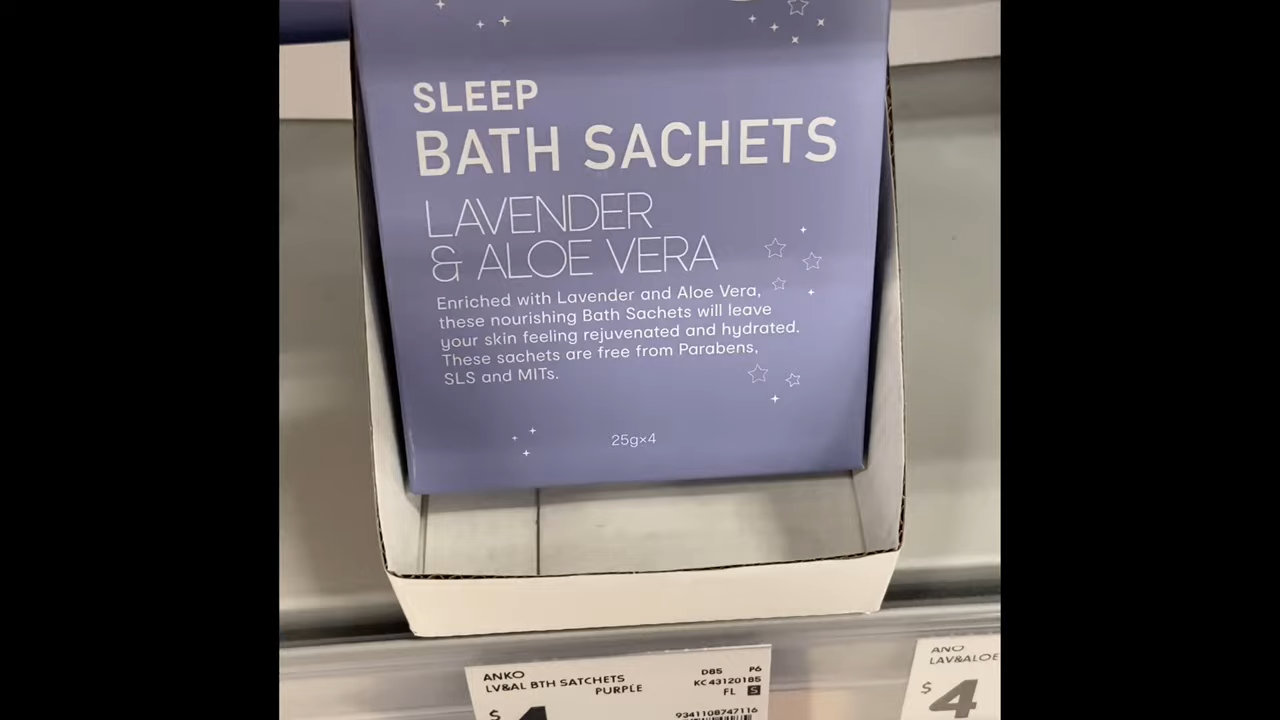 SLEEP
BATH SACHETS
LAVENDER
& ALOE VERA
Enriched with Lavender and Aloe Vera,
these nourishing Bath Sachets will leave
your skin feeling rejuvenated and hydrated.
These sachets are free from Parabens,
SLS and MITs.
25g×4
ANKO
LV&AL BTH SATCHETS
PURPLE
D85 P6
KC43120185
FL S
9341108747116
$
ANO
LAV&ALOE
$4